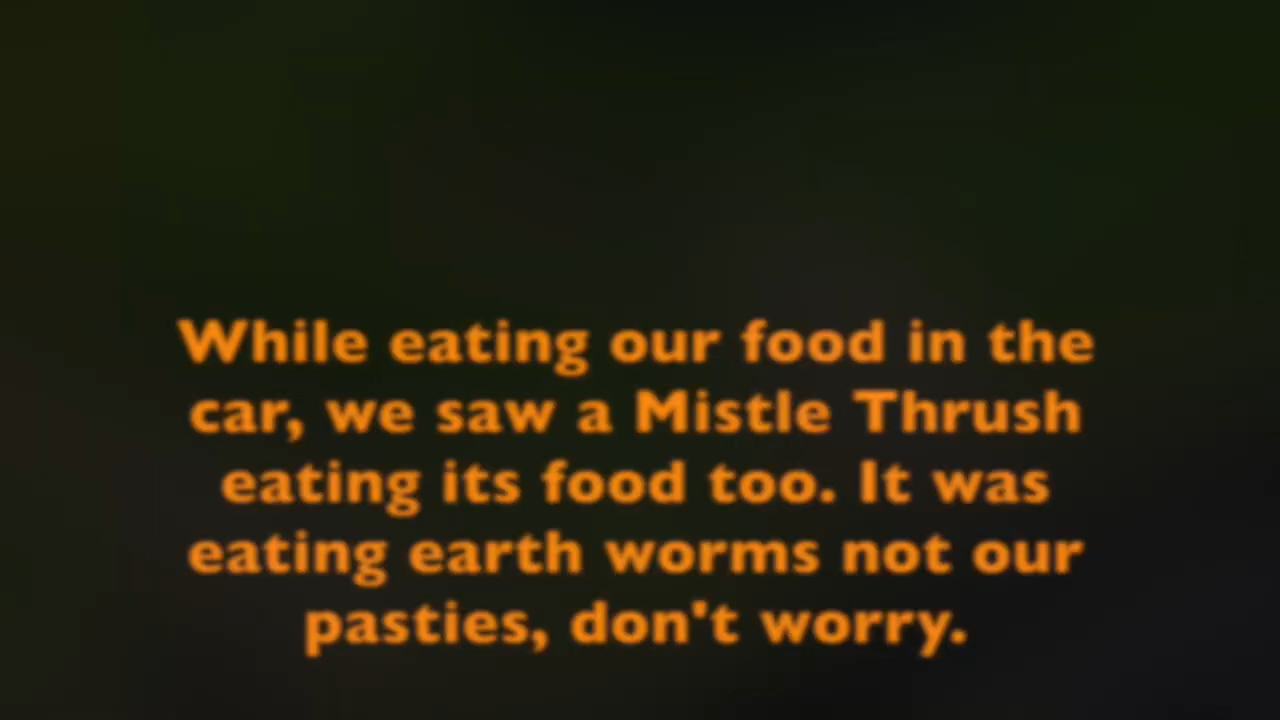 While eating our food in the
car, we saw a Mistle Thrush
eating its food too. It was
eating earth worms not our
pasties, don't worry.